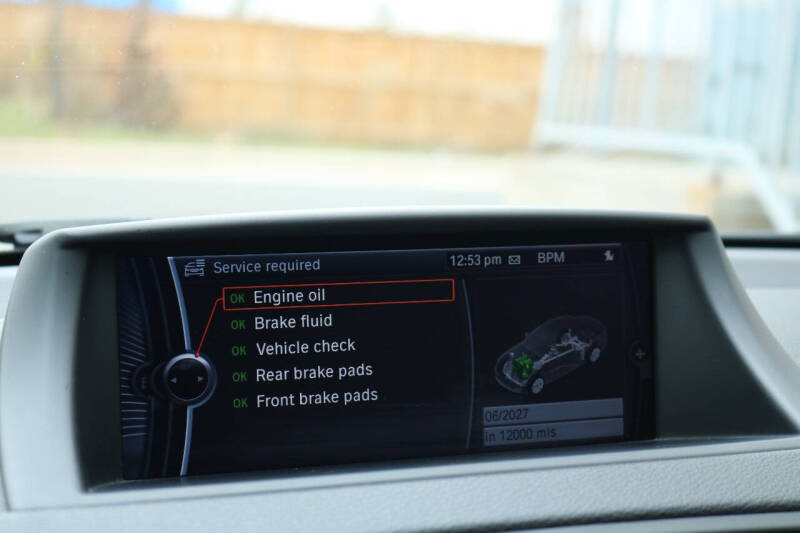 Service required
12:53 pm BPM
OK Engine oil
OK Brake fluid
OK Vehicle check
OK Rear brake pads
OK Front brake pads
06/2027
in 12000 mls